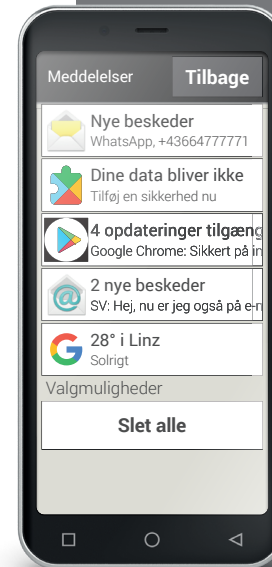 Meddelelser
Tilbage
Nye beskeder
WhatsApp, +43664777771
Dine data bliver ikke
Tilføj en sikkerhed nu
4 opdateringer tilgæng
Google Chrome: Sikkert på in
2 nye beskeder
SV: Hej, nu er jeg også på e-n
28° i Linz
Solrigt
Valgmuligheder
Slet alle